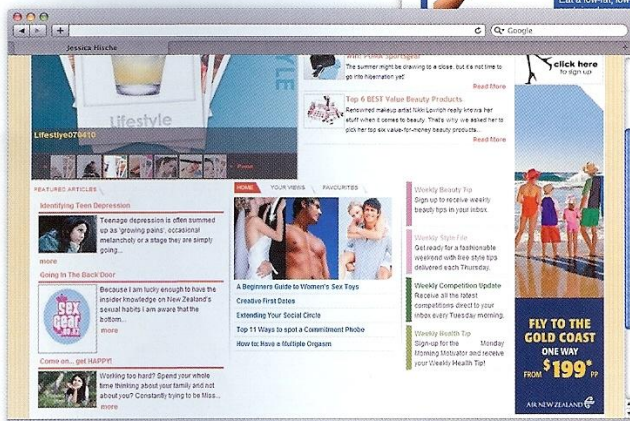 Eat a low-fat, low
Google
Jessica Hische
click here
to sign up
The summer might be drawing to a close, but it's not time to
go into hibernation yet!
Read More
Top 6 BEST Value Beauty Products
Renowned makeup artist Nikki Lovrich really knows her
stuff when it comes to beauty. That's why we asked her to
pick her top six value-for-money beauty products...
Read More
STYLE
Lifestyle
Lifestlye070410
FEATURED ARTICLES
Identifying Teen Depression
Teenage depression is often summed
up as 'growing pains', occasional
melancholy or a stage they are simply
going...
more
Going In The Back Door
Because I am lucky enough to have the
insider knowledge on New Zealand's
sexual habits I am aware that the
bottom...
more
Come on... get HAPPY!
Working too hard? Spend your whole
time thinking about your family and not
about you? Constantly trying to be Miss...
more
HOME
YOUR VIEWS
FAVOURITES
A Beginners Guide to Women's Sex Toys
Creative First Dates
Extending Your Social Circle
Top 11 Ways to spot a Commitment Phobe
How to: Have a Multiple Orgasm
Weekly Beauty Tip
Sign up to receive weekly
beauty tips in your inbox.
Weekly Style File
Get ready for a fashionable
weekend with free style tips
delivered each Thursday.
Weekly Competition Update
Receive all the latest
competitions direct to your
inbox every Tuesday morning.
Weekly Health Tip
Sign-up for the Monday
Morning Motivator and receive
your Weekly Health Tip!
FLY TO THE
GOLD COAST
ONE WAY
FROM $199* PP
AIR NEW ZEALAND